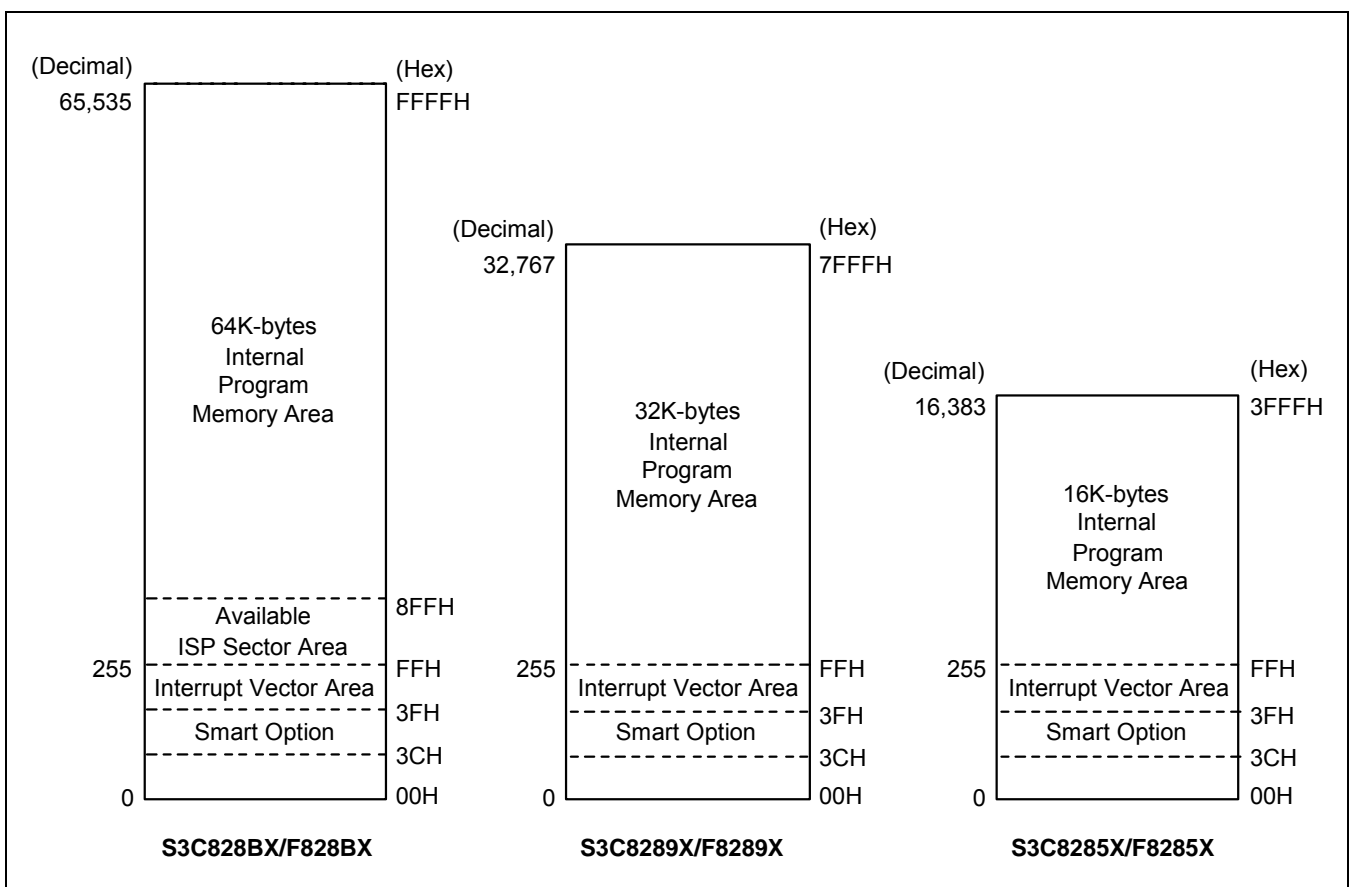 (Decimal)
65,535
(Hex)
FFFFH
64K-bytes
Internal
Program
Memory Area
8FFH
Available
ISP Sector Area
255
FFH
Interrupt Vector Area
3FH
Smart Option
3CH
0
00H
S3C828BX/F828BX
(Decimal)
32,767
(Hex)
7FFFH
32K-bytes
Internal
Program
Memory Area
255
FFH
Interrupt Vector Area
3FH
Smart Option
3CH
0
00H
S3C8289X/F8289X
(Decimal)
16,383
(Hex)
3FFFH
16K-bytes
Internal
Program
Memory Area
255
FFH
Interrupt Vector Area
3FH
Smart Option
3CH
0
00H
S3C8285X/F8285X